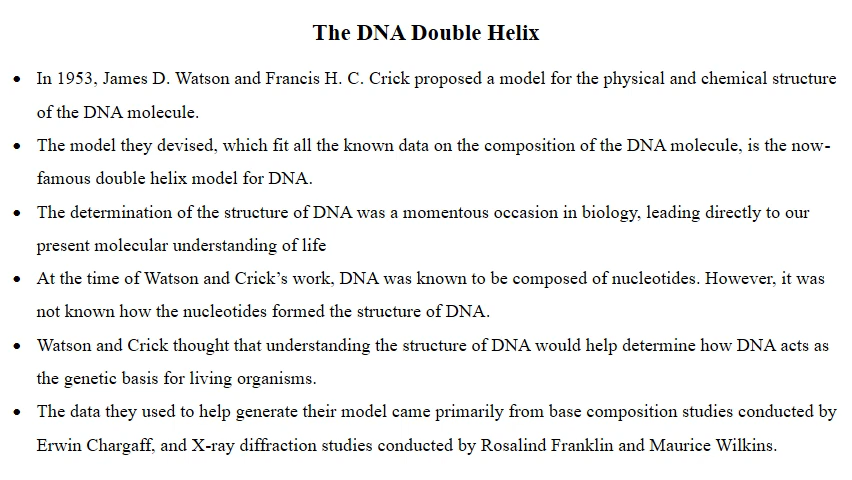 The DNA Double Helix
• In 1953, James D. Watson and Francis H. C. Crick proposed a model for the physical and chemical structure
of the DNA molecule.
• The model they devised, which fit all the known data on the composition of the DNA molecule, is the now-
famous double helix model for DNA.
• The determination of the structure of DNA was a momentous occasion in biology, leading directly to our
present molecular understanding of life
• At the time of Watson and Crick’s work, DNA was known to be composed of nucleotides. However, it was
not known how the nucleotides formed the structure of DNA.
• Watson and Crick thought that understanding the structure of DNA would help determine how DNA acts as
the genetic basis for living organisms.
• The data they used to help generate their model came primarily from base composition studies conducted by
Erwin Chargaff, and X-ray diffraction studies conducted by Rosalind Franklin and Maurice Wilkins.